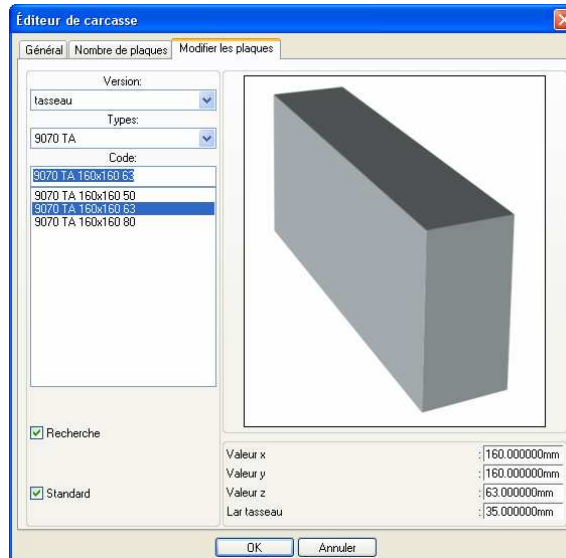 Éditeur de carcasse
Général Nombre de plaques Modifier les plaques
Version:
tasseau
Types:
9070 TA
Code:
9070 TA 160x160 63
9070 TA 160x160 50
9070 TA 160x160 63
9070 TA 160x160 80
Recherche
Standard
Valeur x : 160.000000mm
Valeur y : 160.000000mm
Valeur z : 63.000000mm
Lar tasseau : 35.000000mm
OK Annuler